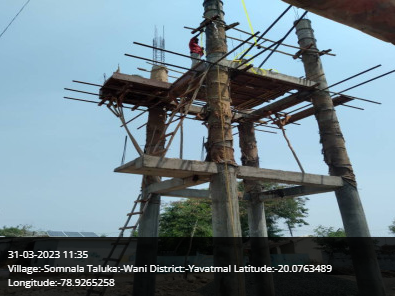 31-03-2023 11:35
Village:-Somnala Taluka:-Wani District:-Yavatmal Latitude:-20.0763489
Longitude:-78.9265258